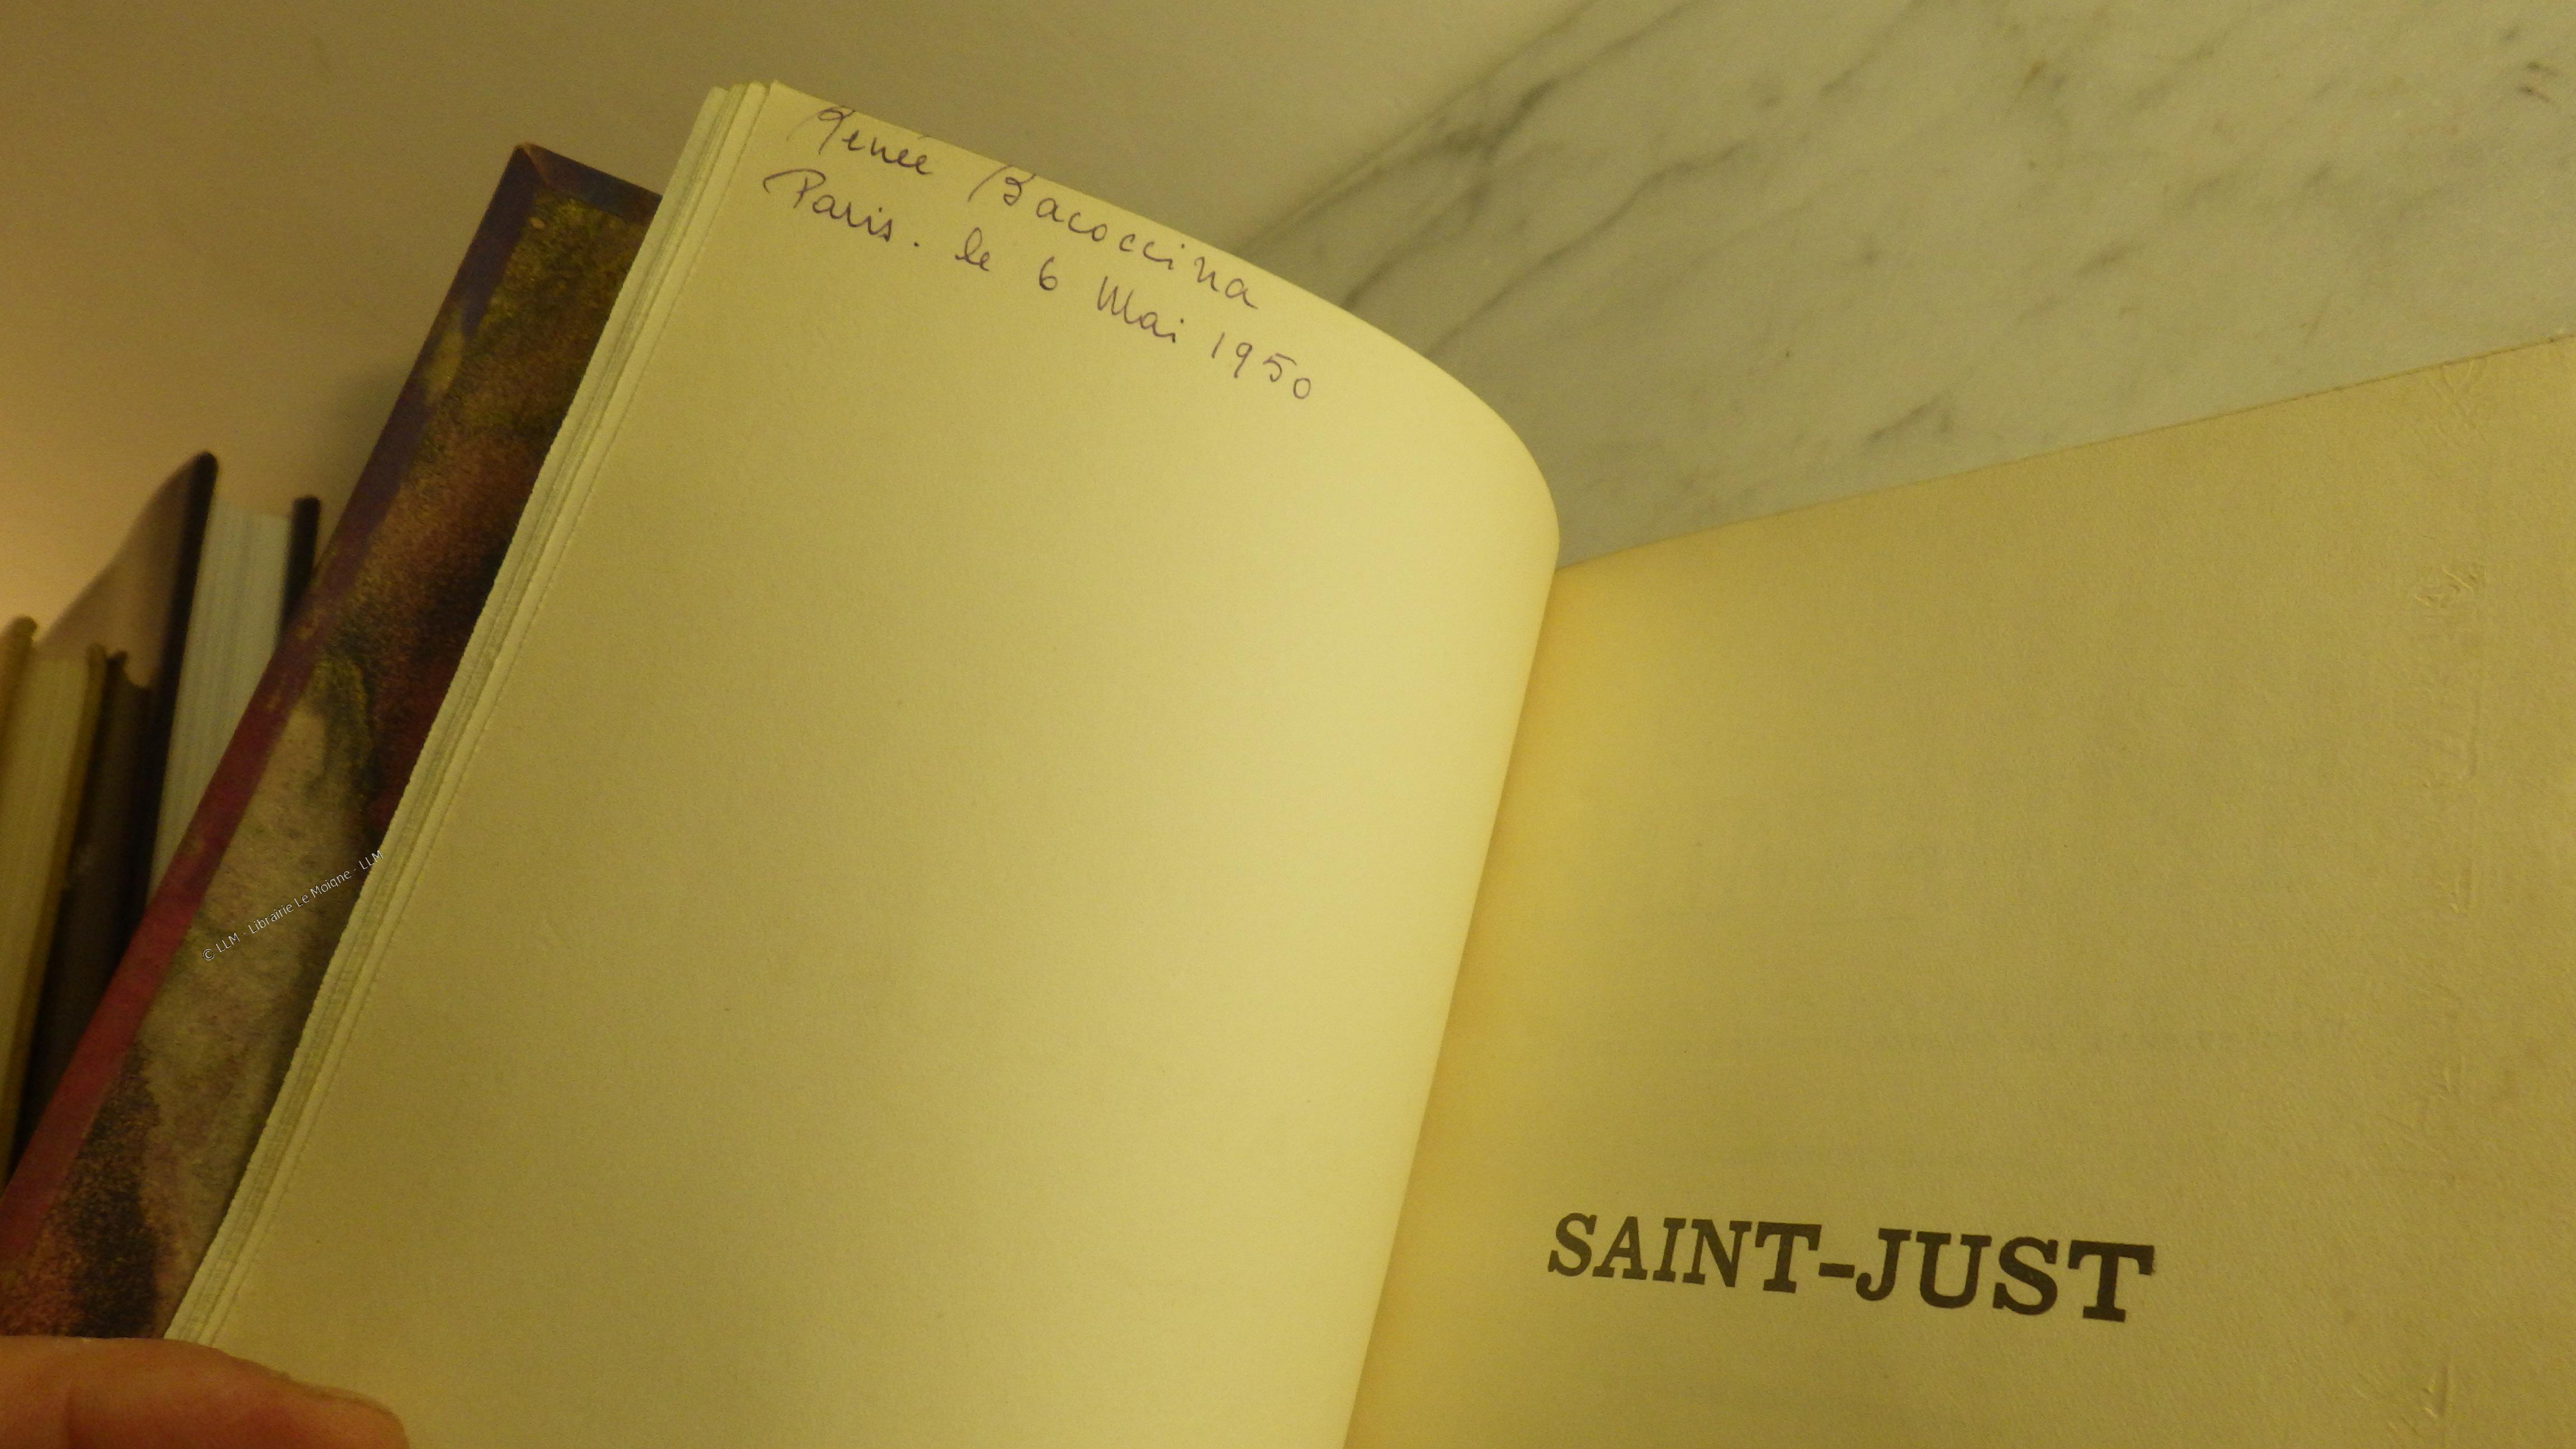 Renée Bacoccina
Paris. le 6 Mai 1950
SAINT-JUST
© LLM - Librairie Le Moigne - LLM